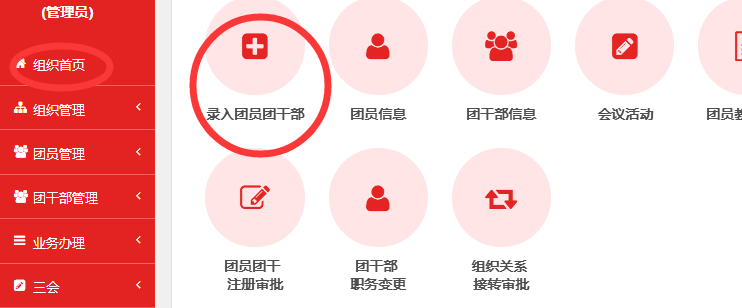 (管理员)
组织首页
组织管理
团员管理
团干部管理
业务办理
三会
录入团员团干部
团员信息
团干部信息
会议活动
团员教
团员团干
注册审批
团干部
职务变更
组织关系
接转审批